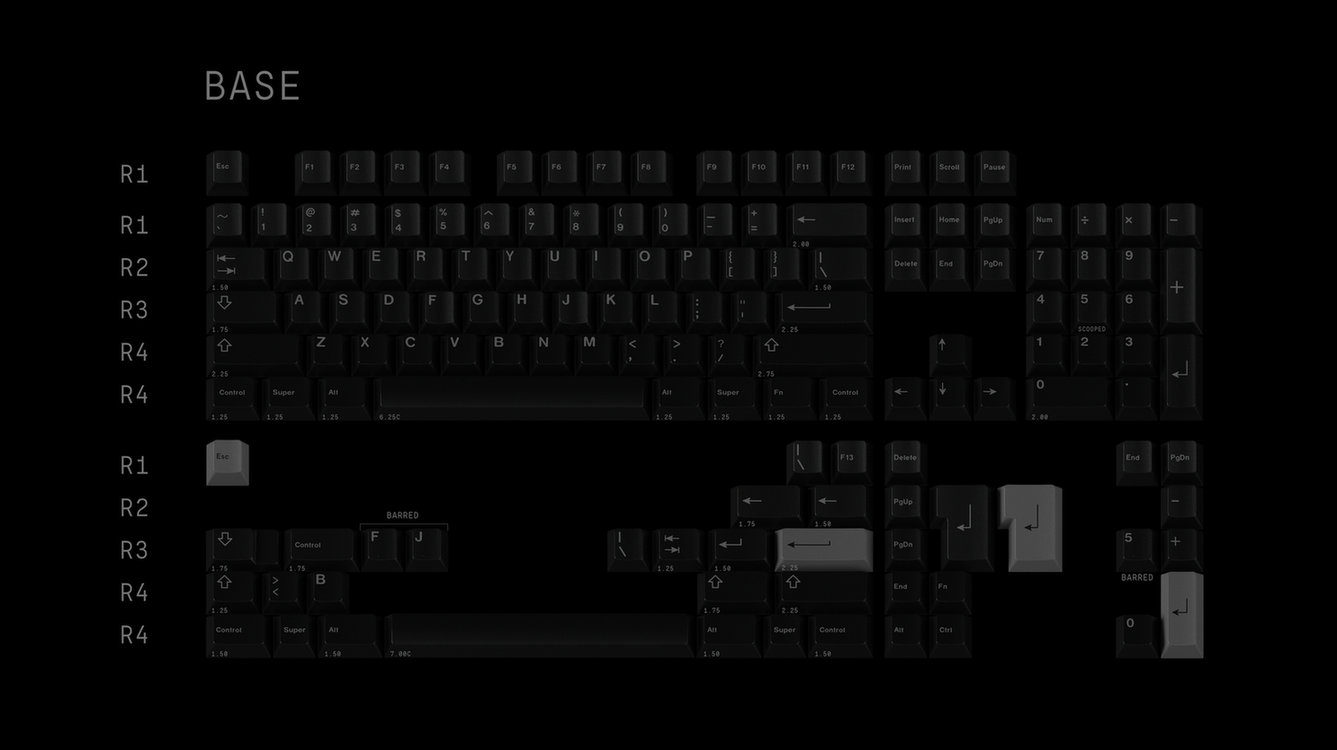 BASE
R1 Esc F1 F2 F3 F4 F5 F6 F7 F8 F9 F10 F11 F12 Print Scroll Pause
R1 ~ ! @ # $ % ^ & * ( ) _ + ← Insert Home PgUp Num ÷ × −
` 1 2 3 4 5 6 7 8 9 0 - =
2.00
R2 Q W E R T Y U I O P { } | Delete End PgDn 7 8 9 +
[ ] \
1.50 1.50
R3 A S D F G H J K L : " 4 5 6
; '
1.75 2.25 SCOOPED
R4 Z X C V B N M < > ? ↑ 1 2 3
, . /
2.25 2.75
R4 Control Super Alt Alt Super Fn Control ← ↓ → 0 .
1.25 1.25 1.25 6.25C 1.25 1.25 1.25 1.25 2.00
R1 Esc | F13 Delete End PgDn
\
R2 ← ← PgUp −
1.75 1.50
BARRED
R3 Control F J | PgDn 5 +
\
1.75 1.75 1.25 1.50 2.25
BARRED
R4 > B End Fn
<
1.25 1.75 2.25
R4 Control Super Alt Alt Super Control Alt Ctrl 0
1.50 1.50 7.00C 1.50 1.50